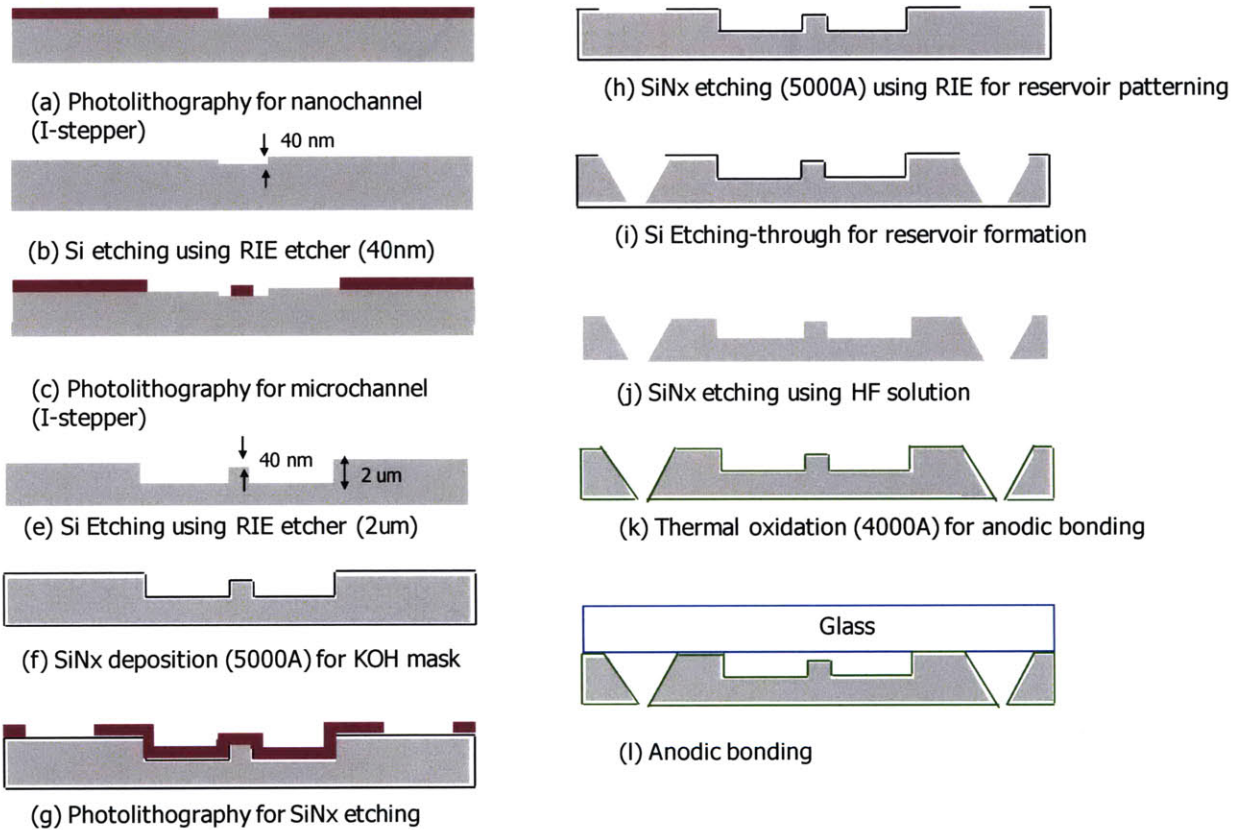 (a) Photolithography for nanochannel
(I-stepper)
40 nm
(b) Si etching using RIE etcher (40nm)
(c) Photolithography for microchannel
(I-stepper)
40 nm
2 um
(e) Si Etching using RIE etcher (2um)
(f) SiNx deposition (5000A) for KOH mask
(g) Photolithography for SiNx etching
(h) SiNx etching (5000A) using RIE for reservoir patterning
(i) Si Etching-through for reservoir formation
(j) SiNx etching using HF solution
(k) Thermal oxidation (4000A) for anodic bonding
Glass
(l) Anodic bonding